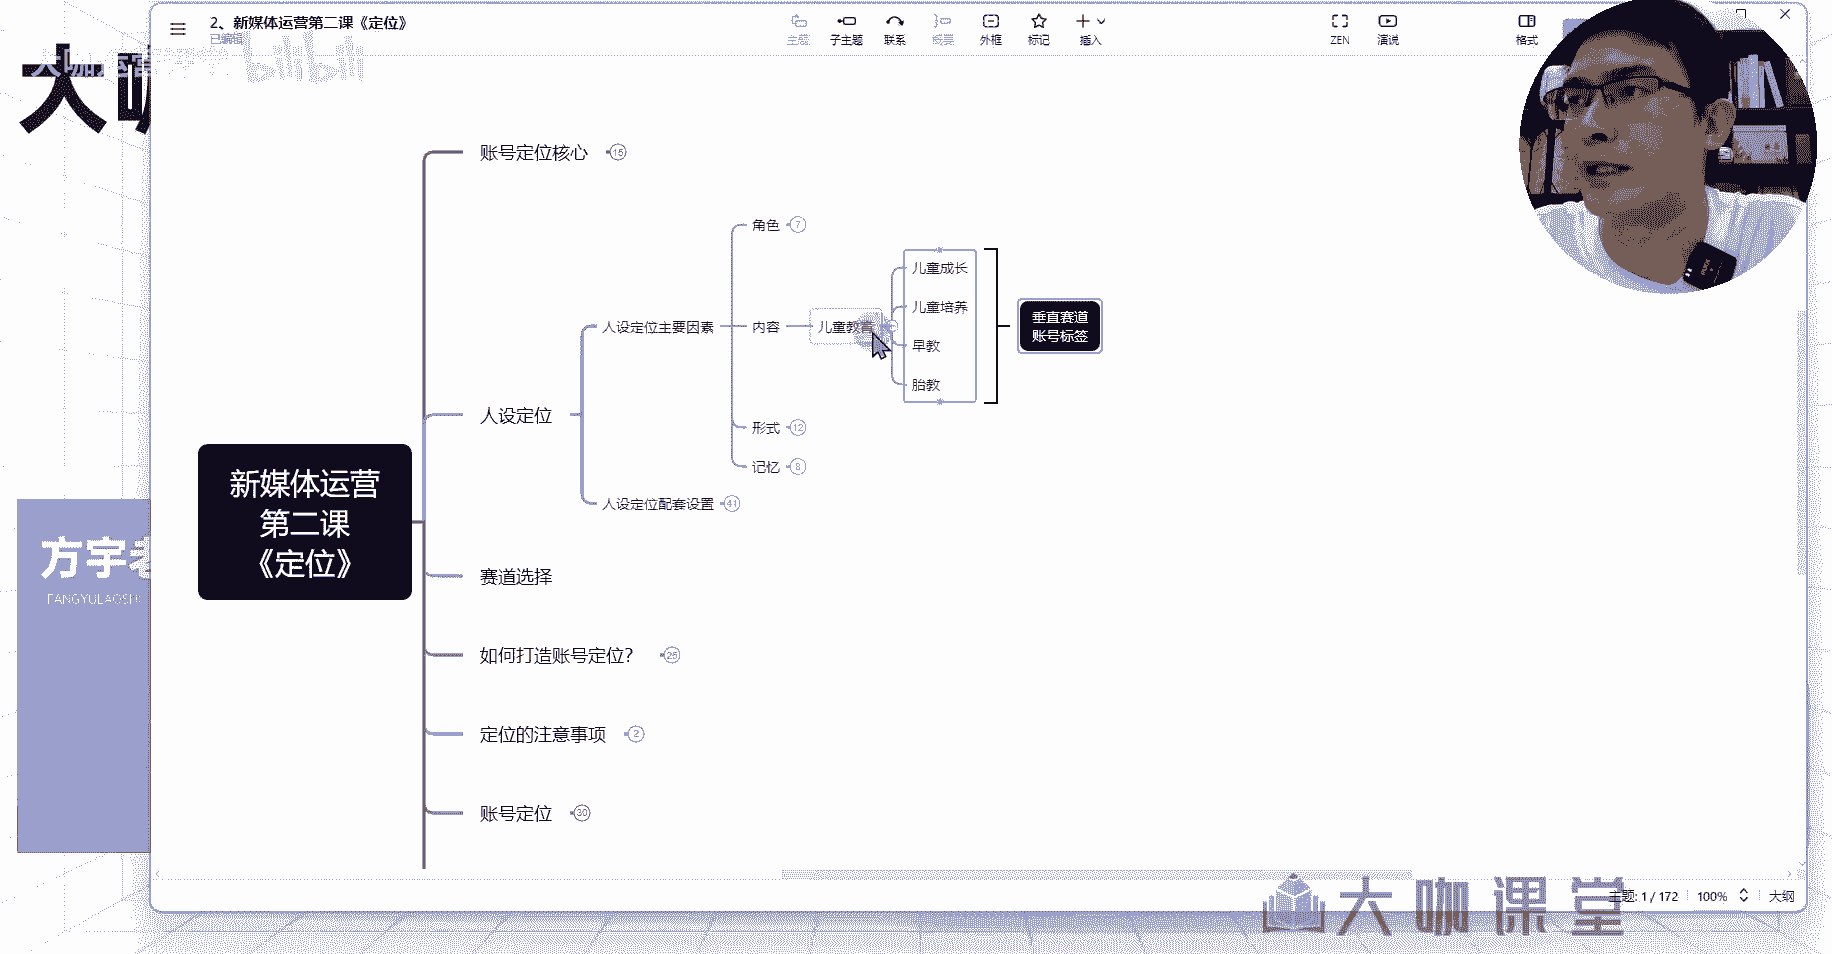 2、新媒体运营第二课《定位》
已编辑
主题
子主题
联系
概要
外框
标记
插入
ZEN
演说
格式
bilibili
账号定位核心
15
角色
7
儿童成长
儿童培养
早教
胎教
垂直赛道
账号标签
人设定位主要因素
内容
儿童教育
人设定位
形式
12
记忆
8
人设定位配套设置
41
新媒体运营
第二课
《定位》
赛道选择
如何打造账号定位?
25
定位的注意事项
2
账号定位
30
方宇老
FANGYULAOSHI
大咖课堂
主题: 1 / 172
100%
大纲